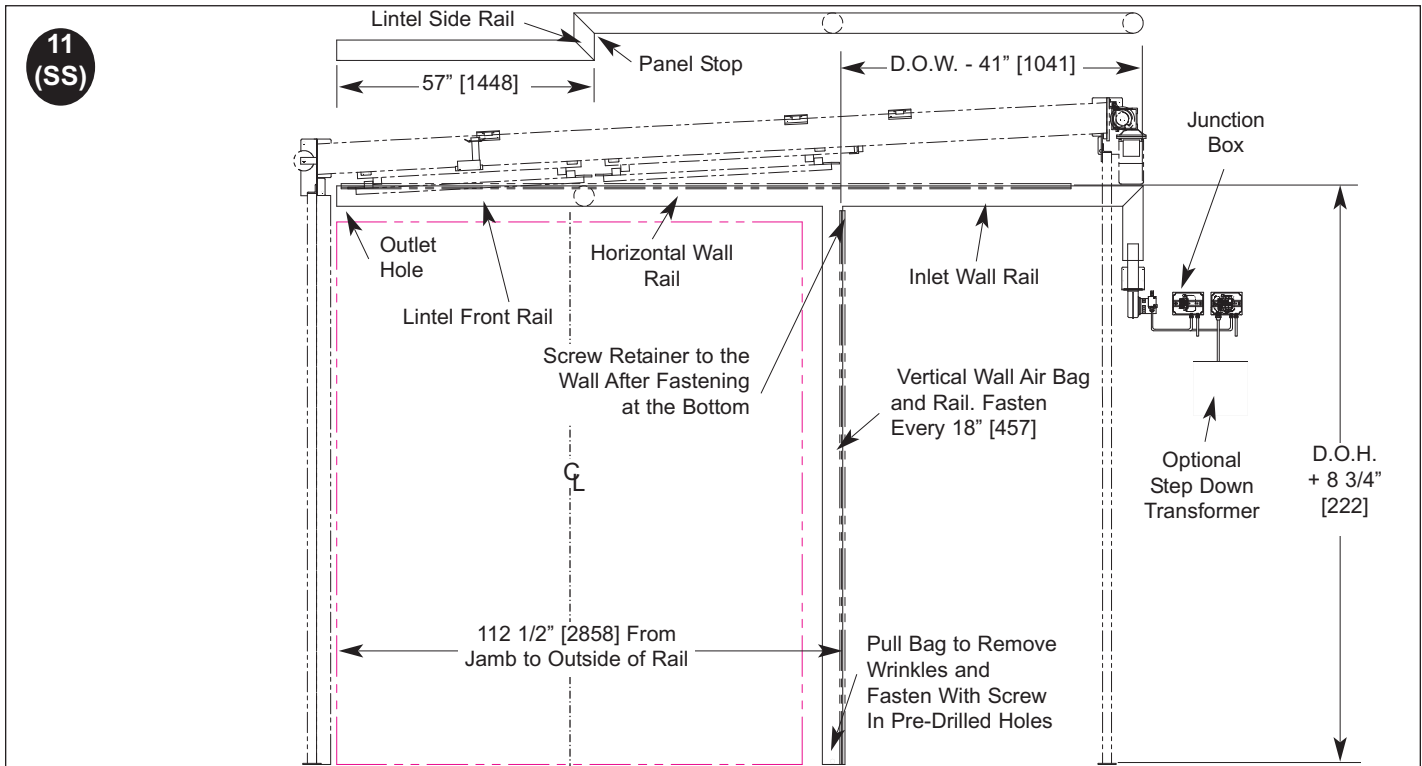 11
(SS)
Lintel Side Rail
Panel Stop
57” [1448]
D.O.W. - 41” [1041]
Junction
Box
Outlet
Hole
Horizontal Wall
Rail
Inlet Wall Rail
Lintel Front Rail
Screw Retainer to the
Wall After Fastening
at the Bottom
Vertical Wall Air Bag
and Rail. Fasten
Every 18” [457]
Optional
Step Down
Transformer
D.O.H.
+ 8 3/4”
[222]
CL
112 1/2” [2858] From
Jamb to Outside of Rail
Pull Bag to Remove
Wrinkles and
Fasten With Screw
In Pre-Drilled Holes